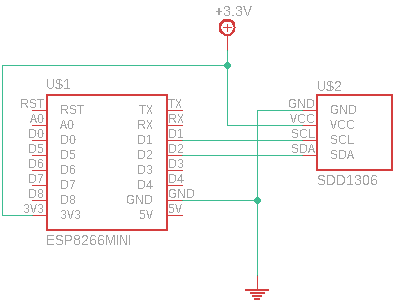 +3.3V
U$1
RST RST TX TX
A0 A0 RX RX
D0 D0 D1 D1
D5 D5 D2 D2
D6 D6 D3 D3
D7 D7 D4 D4
D8 D8 GND GND
3V3 3V3 5V 5V
ESP8266MINI
U$2
GND GND
VCC VCC
SCL SCL
SDA SDA
SDD1306